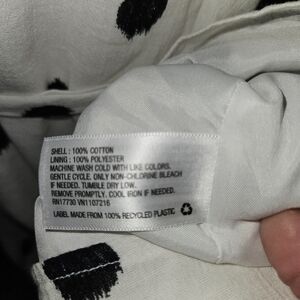 SHELL : 100% COTTON
LINING : 100% POLYESTER
MACHINE WASH COLD WITH LIKE COLORS.
GENTLE CYCLE. ONLY NON-CHLORINE BLEACH
IF NEEDED. TUMBLE DRY LOW.
REMOVE PROMPTLY. COOL IRON IF NEEDED.
RN17730 VN1107216
LABEL MADE FROM 100% RECYCLED PLASTIC